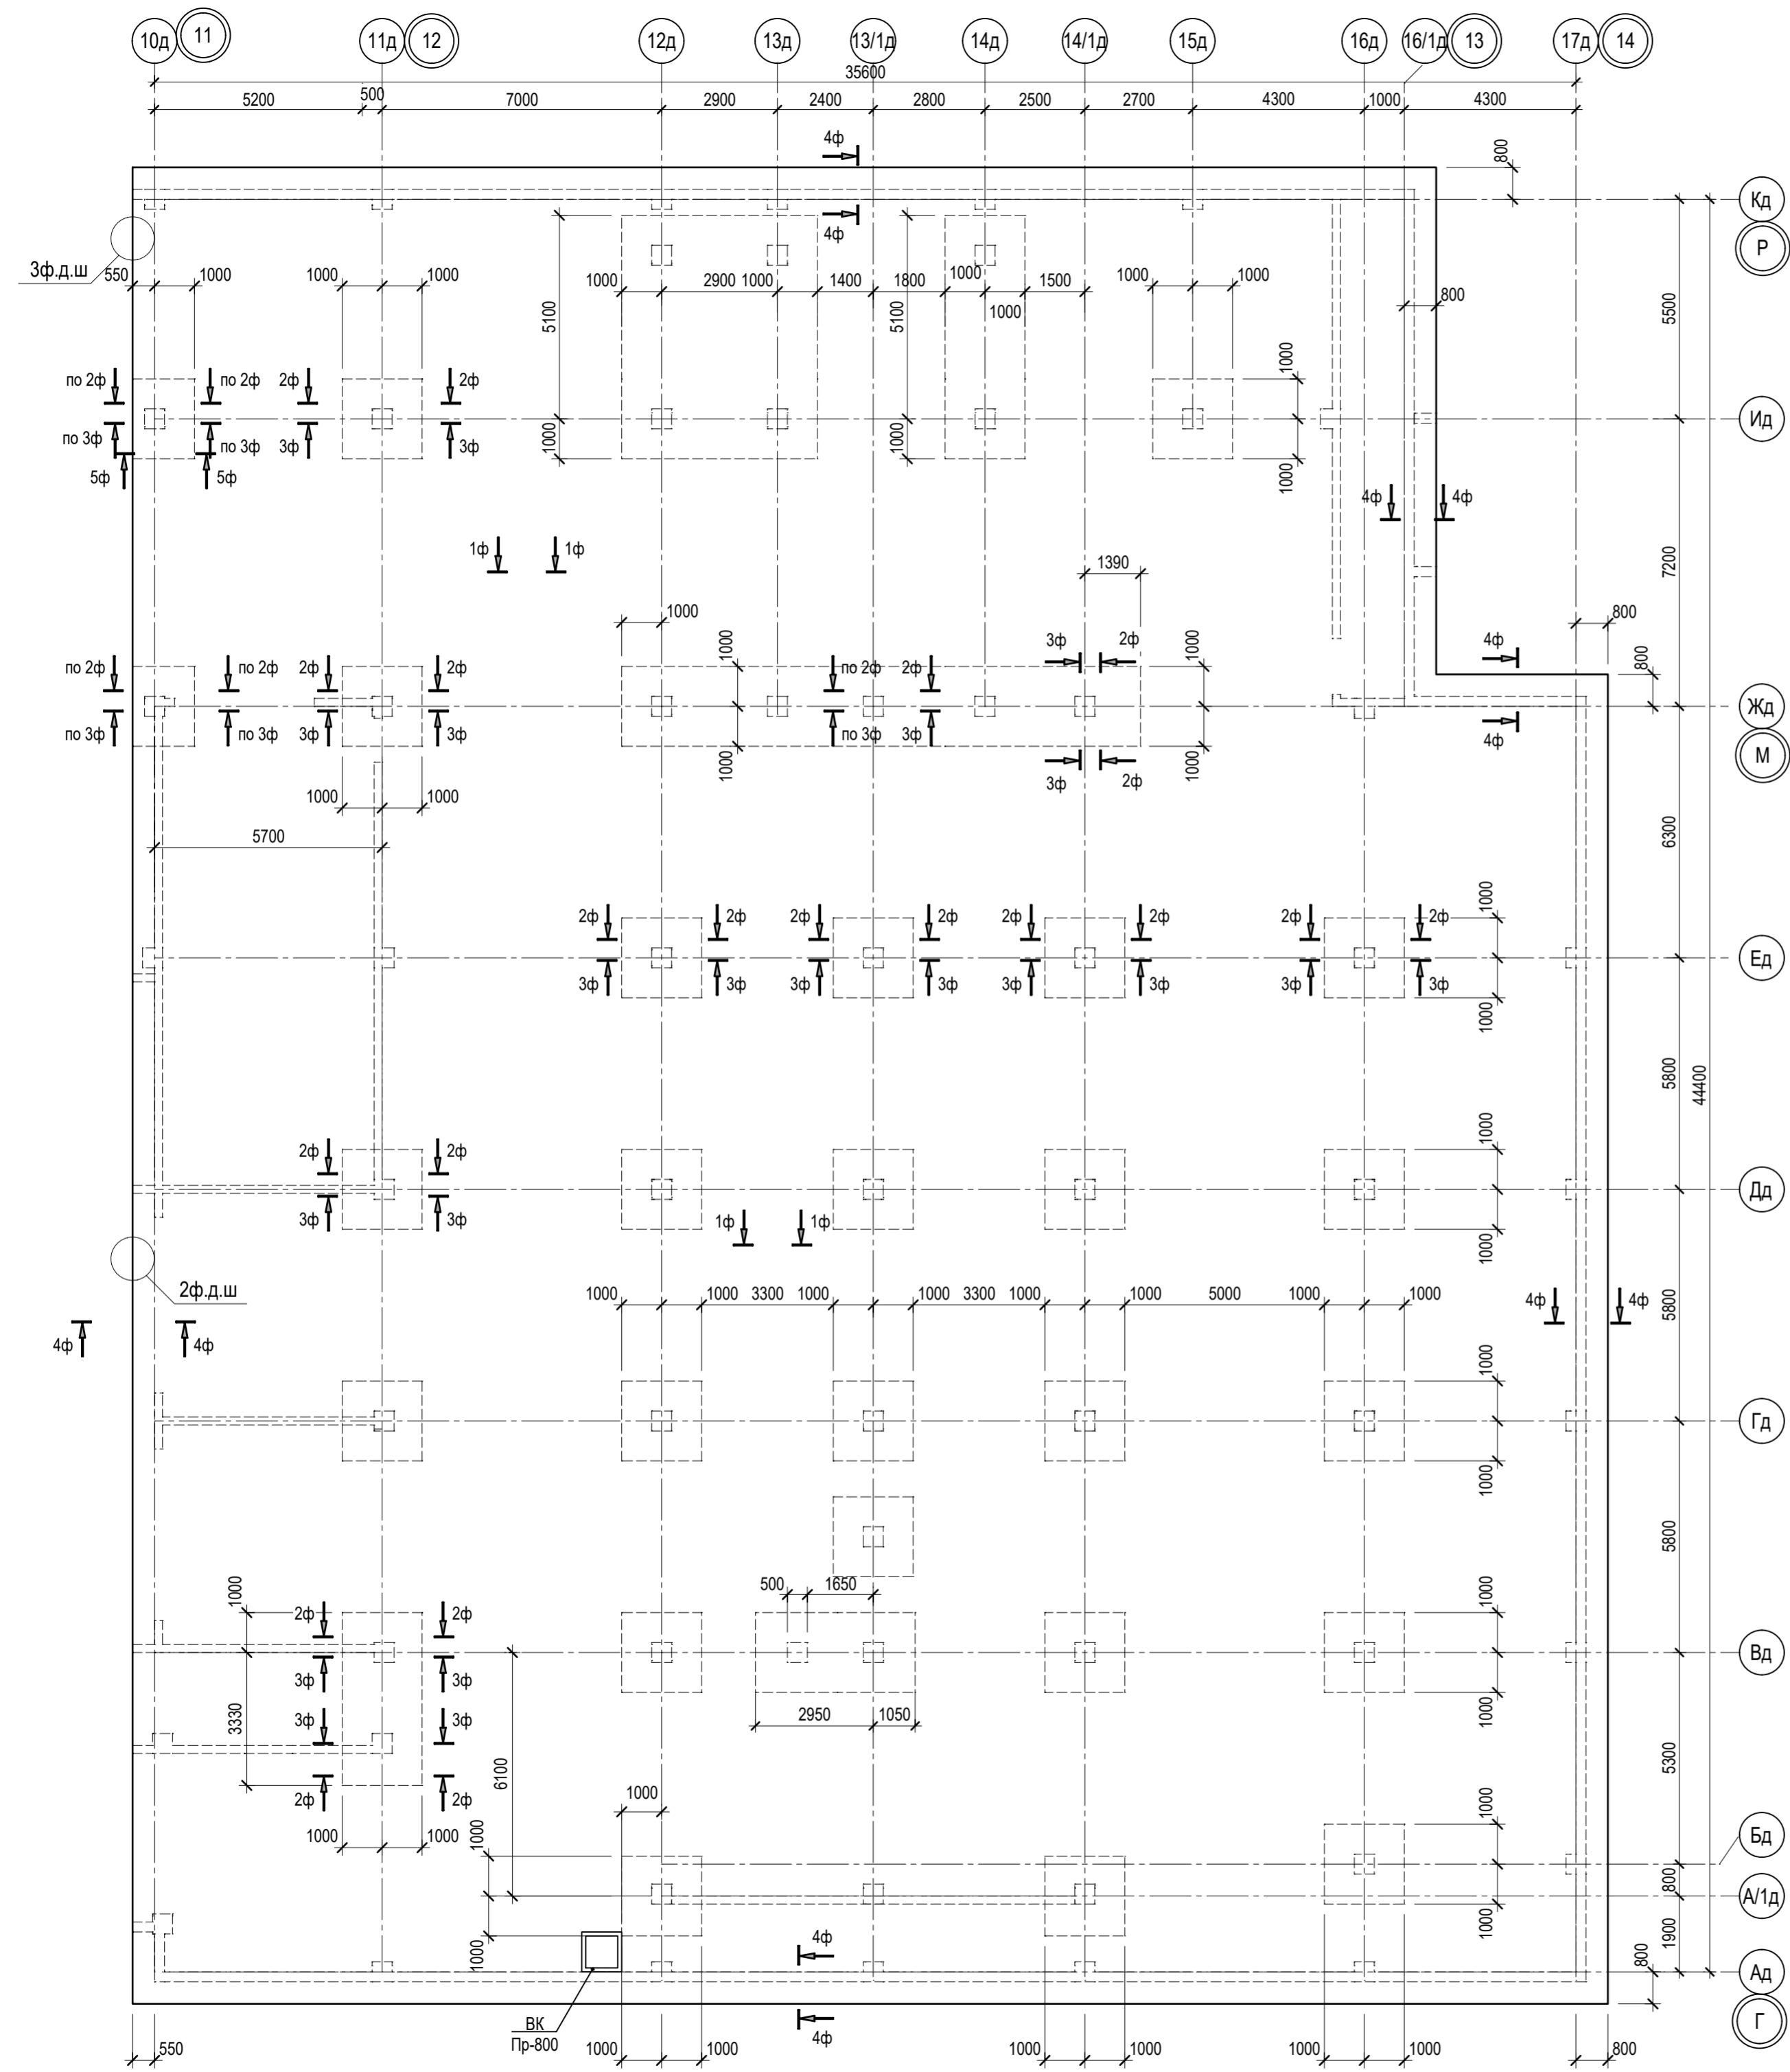 10д 11 11д 12 12д 13д 13/1д 14д 14/1д 15д 16д 16/1д 13 17д 14
35600
5200 500 7000 2900 2400 2800 2500 2700 4300 1000 4300
4ф
800
Кд
4ф
Р
3ф.д.ш
550 1000 1000 1000 1000 2900 1000 1400 1800 1000 1500 1000 1000
1000
800
5100 5100 5500
1000
по 2ф по 2ф 2ф 2ф
Ид
по 3ф по 3ф 3ф 3ф
1000 1000 1000
5ф 5ф
4ф 4ф
1ф 1ф
1390
7200
1000
800
1000 1000
3ф 2ф
4ф
800
по 2ф по 2ф 2ф 2ф по 2ф 2ф
Жд
по 3ф по 3ф 3ф 3ф по 3ф 3ф
4ф
М
1000 1000
3ф 2ф
1000 1000
5700
6300
1000
2ф 2ф 2ф 2ф 2ф 2ф 2ф 2ф
Ед
3ф 3ф 3ф 3ф 3ф 3ф 3ф 3ф
1000
5800
44400
1000
2ф 2ф
Дд
3ф 3ф
1ф 1ф
1000
2ф.д.ш
1000 1000 3300 1000 1000 3300 1000 1000 5000 1000 1000
4ф 4ф
5800
4ф 4ф
1000
Гд
1000
5800
500 1650
1000
1000
2ф 2ф
Вд
3ф 3ф
1000
3330
3ф 3ф
2950 1050
6100
5300
2ф 2ф
1000
1000
1000 1000
1000
Бд
800
А/1д
1000
1000
1900
4ф
800
Ад
ВК
Пр-800
4ф
Г
550 1000 1000 1000 1000 1000 1000 800